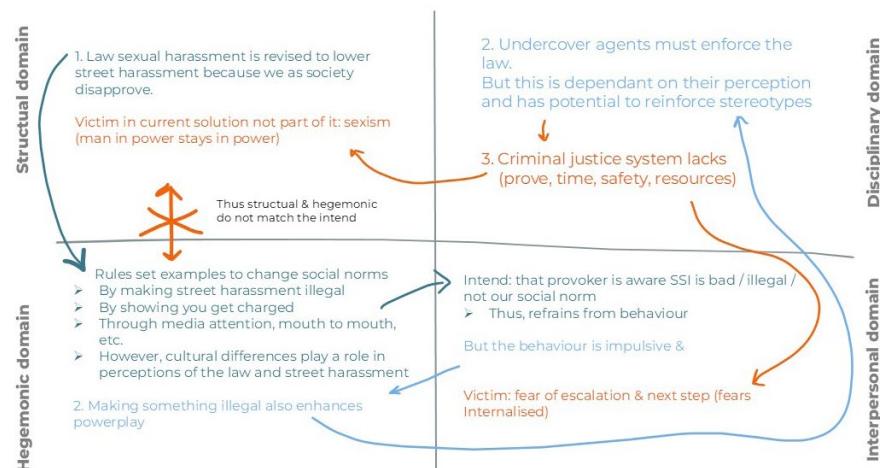 Structual domain
1. Law sexual harassment is revised to lower
street harassment because we as society
disapprove.
Victim in current solution not part of it: sexism
(man in power stays in power)
Thus structual & hegemonic
do not match the intend
2. Undercover agents must enforce the
law.
But this is dependant on their perception
and has potential to reinforce stereotypes
3. Criminal justice system lacks
(prove, time, safety, resources)
Disciplinary domain
Hegemonic domain
Rules set examples to change social norms
➤ By making street harassment illegal
➤ By showing you get charged
➤ Through media attention, mouth to mouth,
etc.
➤ However, cultural differences play a role in
perceptions of the law and street harassment
2. Making something illegal also enhances
powerplay
Intend: that provoker is aware SSI is bad / illegal /
not our social norm
➤ Thus, refrains from behaviour
But the behaviour is impulsive &
Victim: fear of escalation & next step (fears
Internalised)
Interpersonal domain